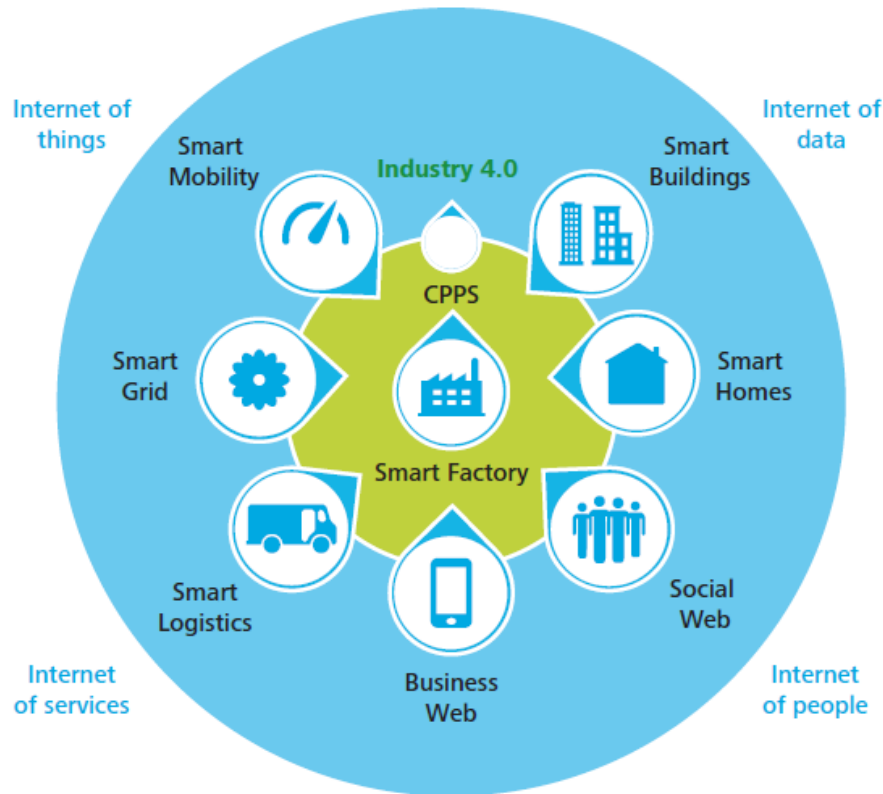 Internet of
things
Internet of
data
Smart
Mobility
Industry 4.0
Smart
Buildings
CPPS
Smart
Grid
Smart
Homes
Smart Factory
Smart
Logistics
Social
Web
Business
Web
Internet
of services
Internet
of people